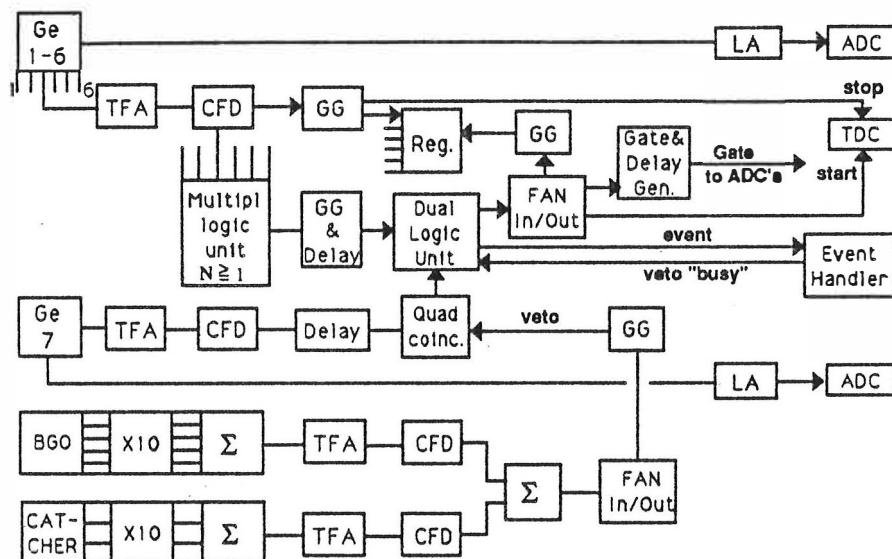 Ge
1-6
LA
ADC
1
6
TFA
CFD
GG
stop
Reg.
GG
Gate&
Delay
Gen.
Gate
to ADC's
TDC
start
Multipl
logic
unit
N ≧ 1
GG
&
Delay
Dual
Logic
Unit
FAN
In/Out
event
veto "busy"
Event
Handler
Ge
7
TFA
CFD
Delay
Quad
coinc.
veto
GG
LA
ADC
BGO
X10
Σ
TFA
CFD
Σ
FAN
In/Out
CAT-
CHER
X10
Σ
TFA
CFD